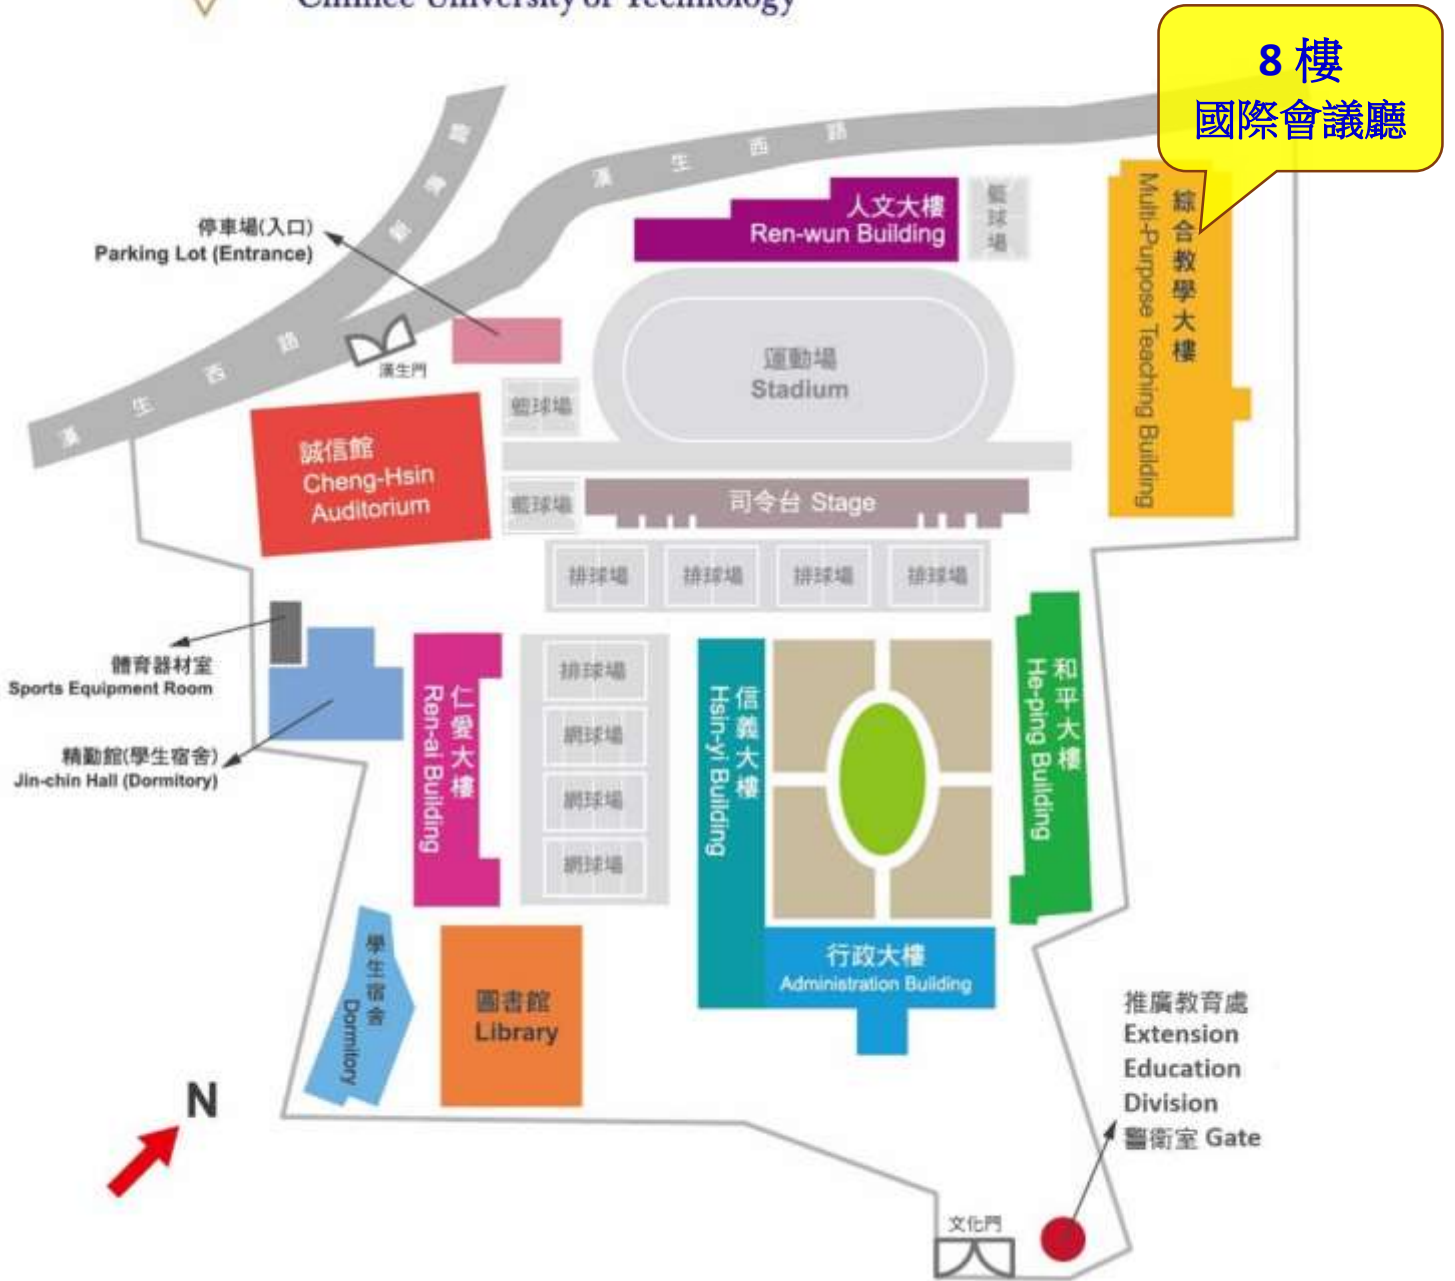 Chihlee University of Technology
8 樓
國際會議廳
漢生西路
人文大樓
Ren-wun Building
籃球場
綜合教學大樓
Multi-Purpose Teaching Building
停車場(入口)
Parking Lot (Entrance)
漢生西路
漢生門
運動場
Stadium
籃球場
誠信館
Cheng-Hsin
Auditorium
籃球場
司令台 Stage
排球場
排球場
排球場
排球場
體育器材室
Sports Equipment Room
精勤館(學生宿舍)
Jin-chin Hall (Dormitory)
仁愛大樓
Ren-ai Building
排球場
網球場
網球場
網球場
信義大樓
Hsin-yi Building
和平大樓
He-ping Building
學生宿舍
Dormitory
圖書館
Library
行政大樓
Administration Building
推廣教育處
Extension
Education
Division
警衛室 Gate
N
文化門